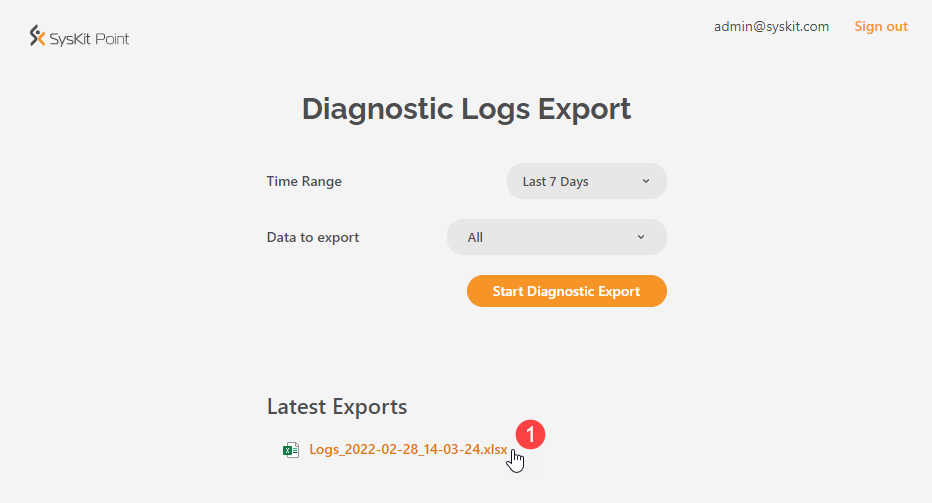 SysKit Point
admin@syskit.com Sign out
Diagnostic Logs Export
Time Range Last 7 Days
Data to export All
Start Diagnostic Export
Latest Exports
1
Logs_2022-02-28_14-03-24.xlsx